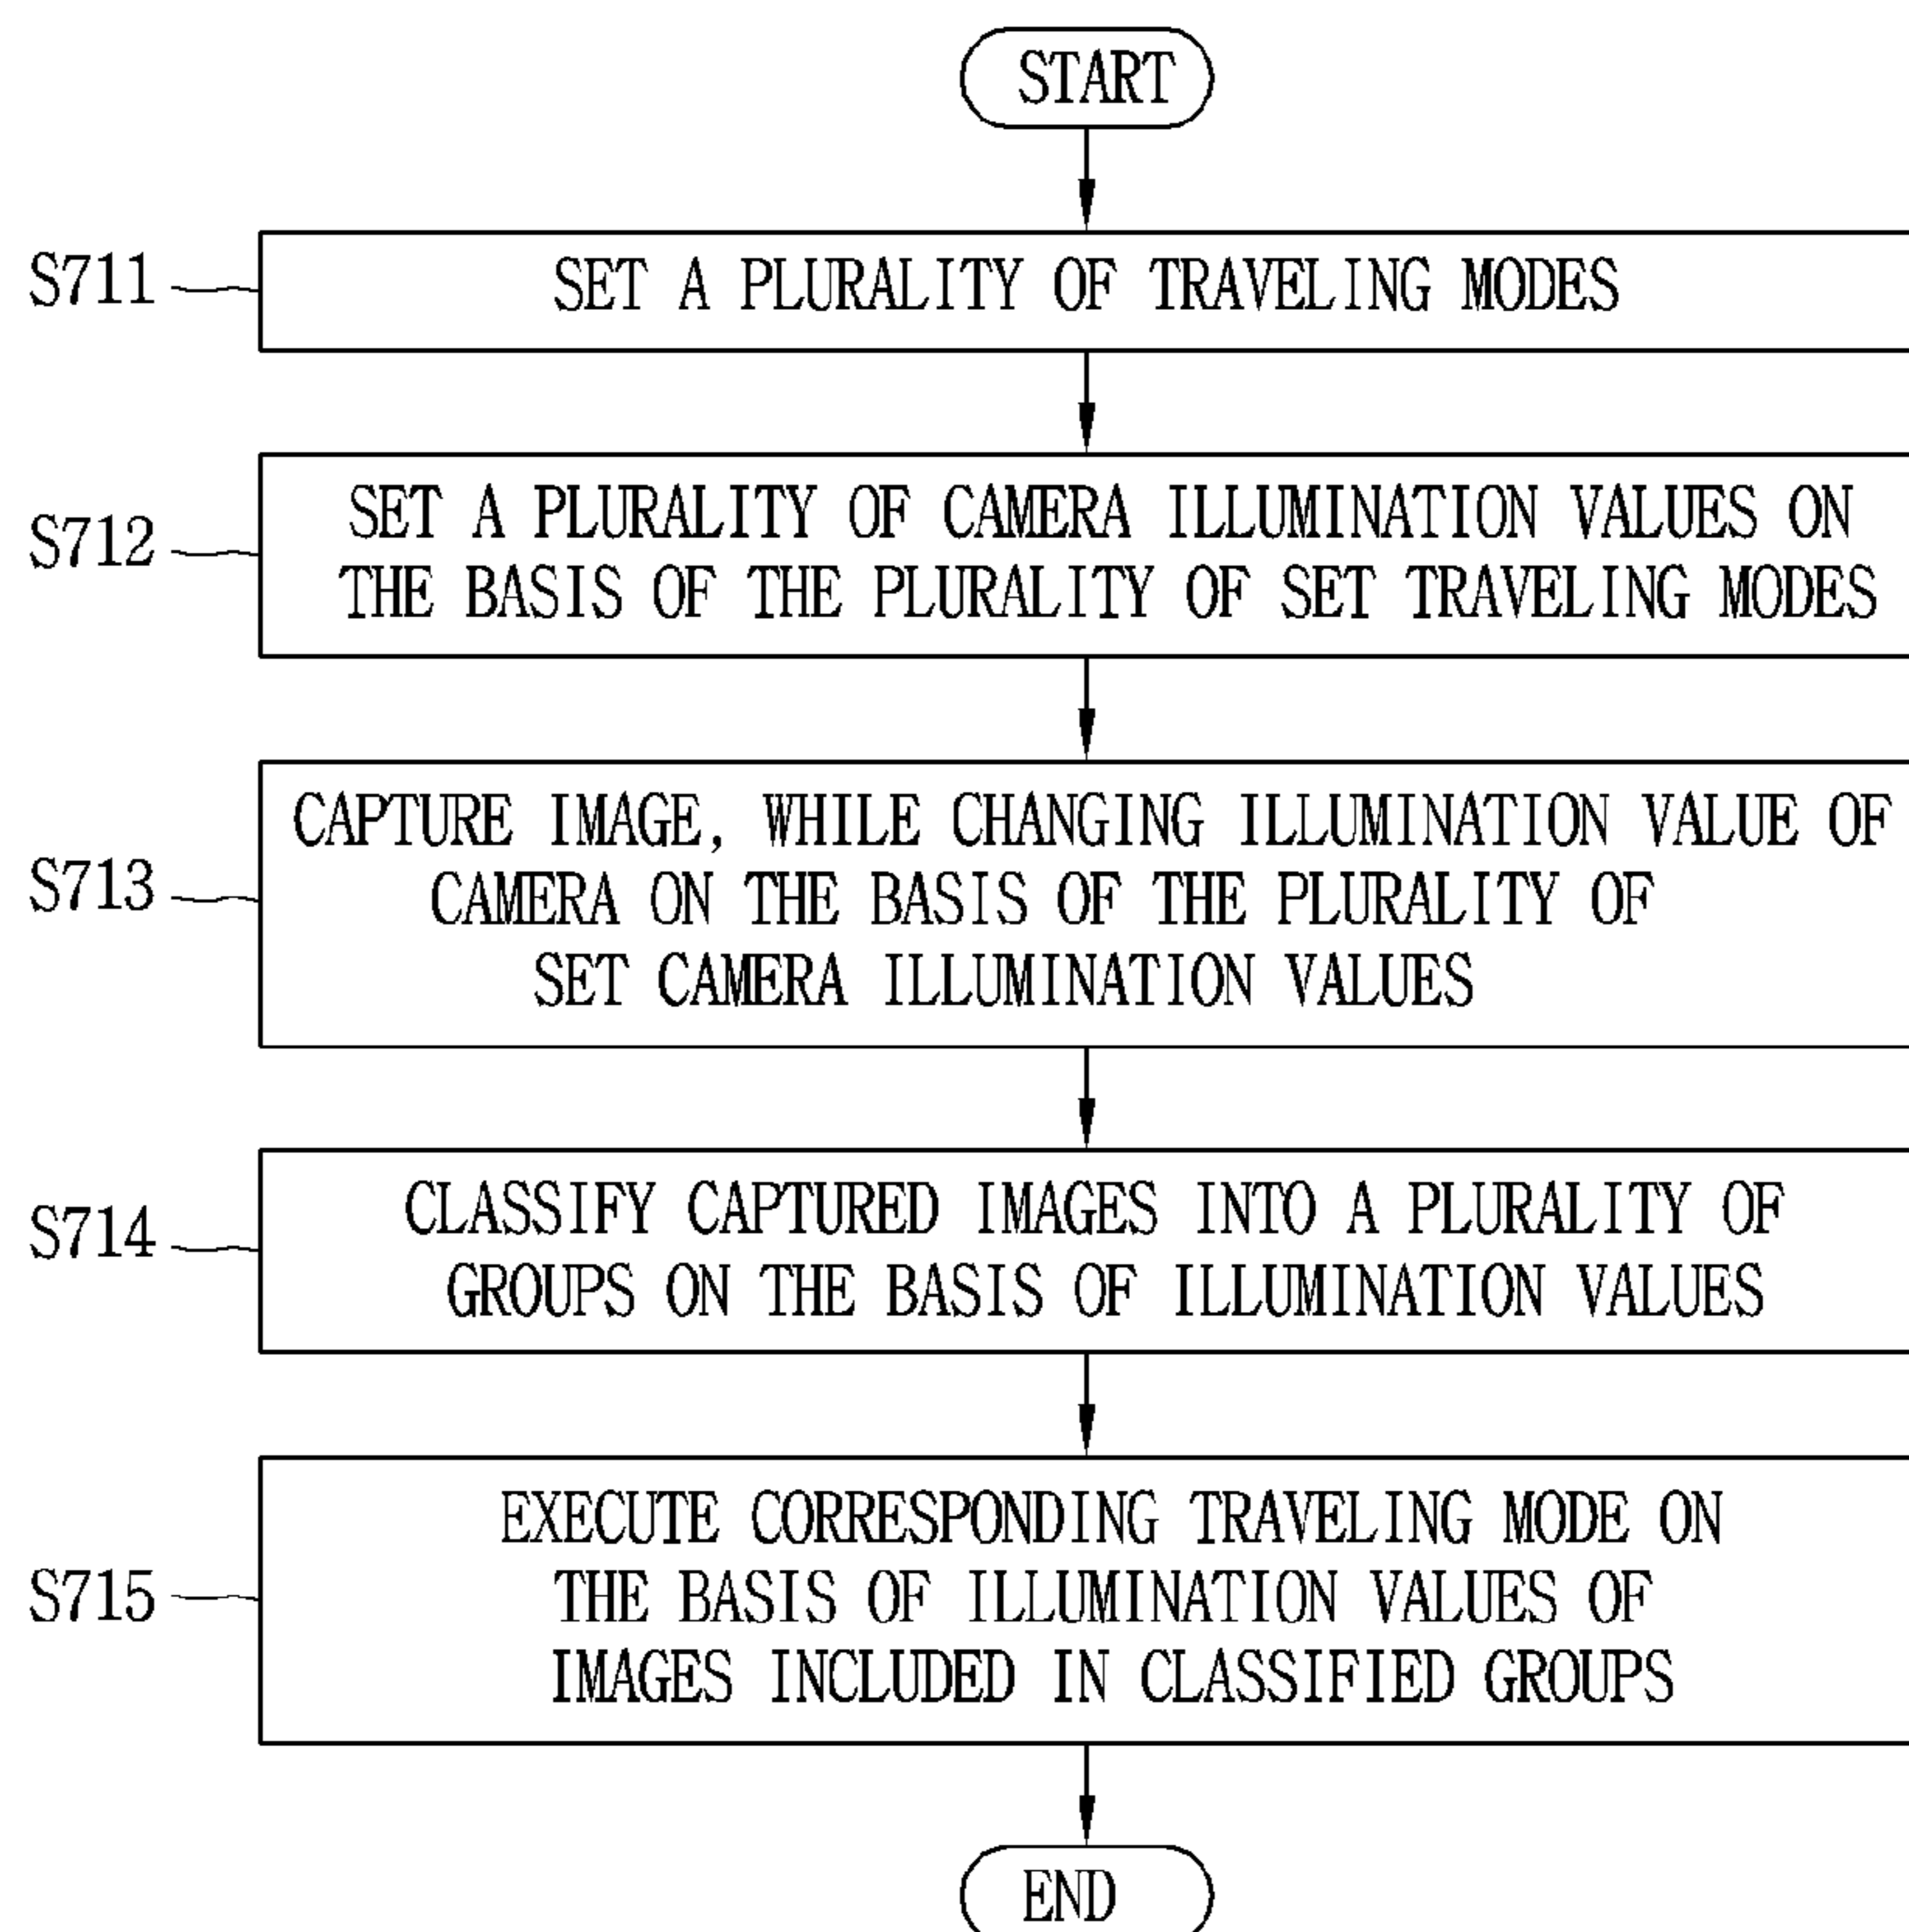 START
S711
SET A PLURALITY OF TRAVELING MODES
S712
SET A PLURALITY OF CAMERA ILLUMINATION VALUES ON
THE BASIS OF THE PLURALITY OF SET TRAVELING MODES
S713
CAPTURE IMAGE, WHILE CHANGING ILLUMINATION VALUE OF
CAMERA ON THE BASIS OF THE PLURALITY OF
SET CAMERA ILLUMINATION VALUES
S714
CLASSIFY CAPTURED IMAGES INTO A PLURALITY OF
GROUPS ON THE BASIS OF ILLUMINATION VALUES
S715
EXECUTE CORRESPONDING TRAVELING MODE ON
THE BASIS OF ILLUMINATION VALUES OF
IMAGES INCLUDED IN CLASSIFIED GROUPS
END